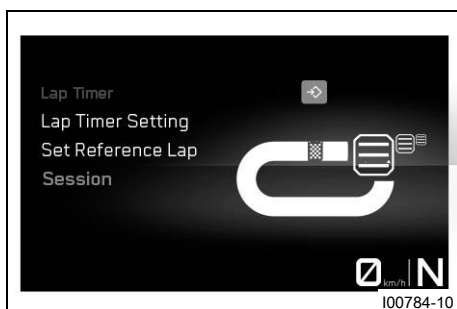 Lap Timer
Lap Timer Setting
Set Reference Lap
Session
0 km/h N
I00784-10